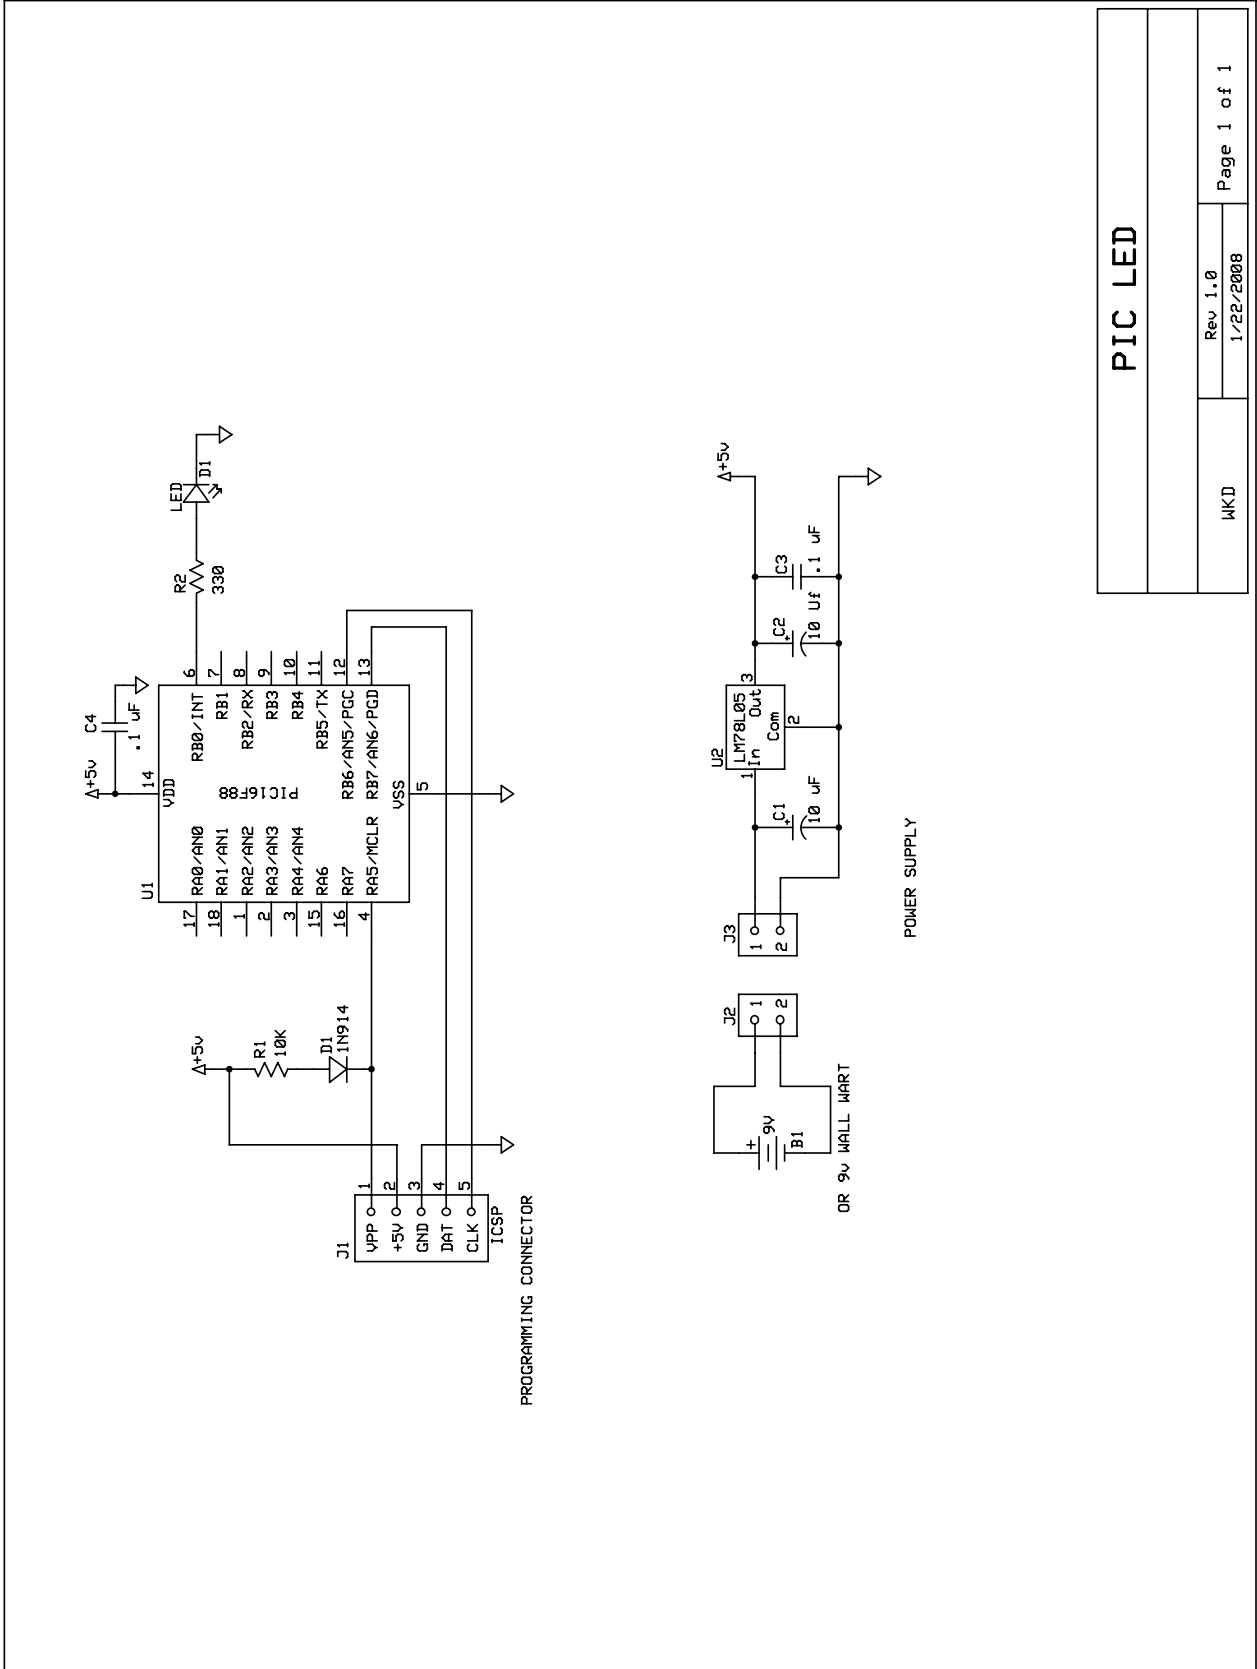 C4
.1 uF
+5v
14
VDD
U1
PIC16F88
17 RA0/AN0
18 RA1/AN1
1 RA2/AN2
2 RA3/AN3
3 RA4/AN4
15 RA6
16 RA7
4 RA5/MCLR
RB0/INT 6
RB1 7
RB2/RX 8
RB3 9
RB4 10
RB5/TX 11
RB6/AN5/PGC 12
RB7/AN6/PGD 13
VSS
5
R2
330
LED
D1
+5v
R1
10K
D1
1N914
J1
VPP 1
+5V 2
GND 3
DAT 4
CLK 5
ICSP
PROGRAMMING CONNECTOR
+
9V
B1
OR 9v WALL WART
J2
1
2
J3
1
2
C1
+
10 uF
U2
LM78L05
1 In
Out 3
Com
2
C2
+
10 Uf
C3
.1 uF
+5v
POWER SUPPLY
PIC LED
WKD
Rev 1.0
1/22/2008
Page 1 of 1